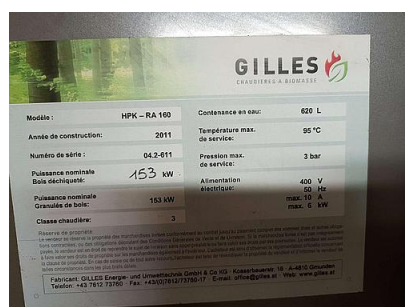 GILLES
CHAUDIÈRES À BIOMASSE
Modèle : HPK – RA 160
Année de construction: 2011
Numéro de série : 04.2-611
Puissance nominale
Bois déchiqueté: 153 kW
Puissance nominale
Granulés de bois: 153 kW
Classe chaudière: 3
Contenance en eau: 620 L
Température max. 95 °C
de service:
Pression max. 3 bar
de service:
Alimentation 400 V
électrique: 50 Hz
max. 10 A
max. 6 kW
Réserve de propriété
Fabricant: GILLES Energie- und Umwelttechnik GmbH & Co KG · Kosserbauerstr. 16 · A-4810 Gmunden
Telefon: +43 7612 73760 Fax: +43/(0)7612/73760-17 E-mail: office@gilles.at Web: www.gilles.at